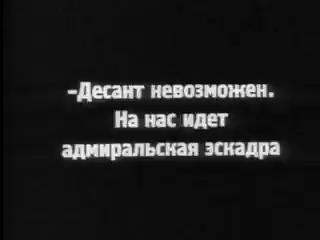 -Десант невозможен.
На нас идет
адмиральская эскадра